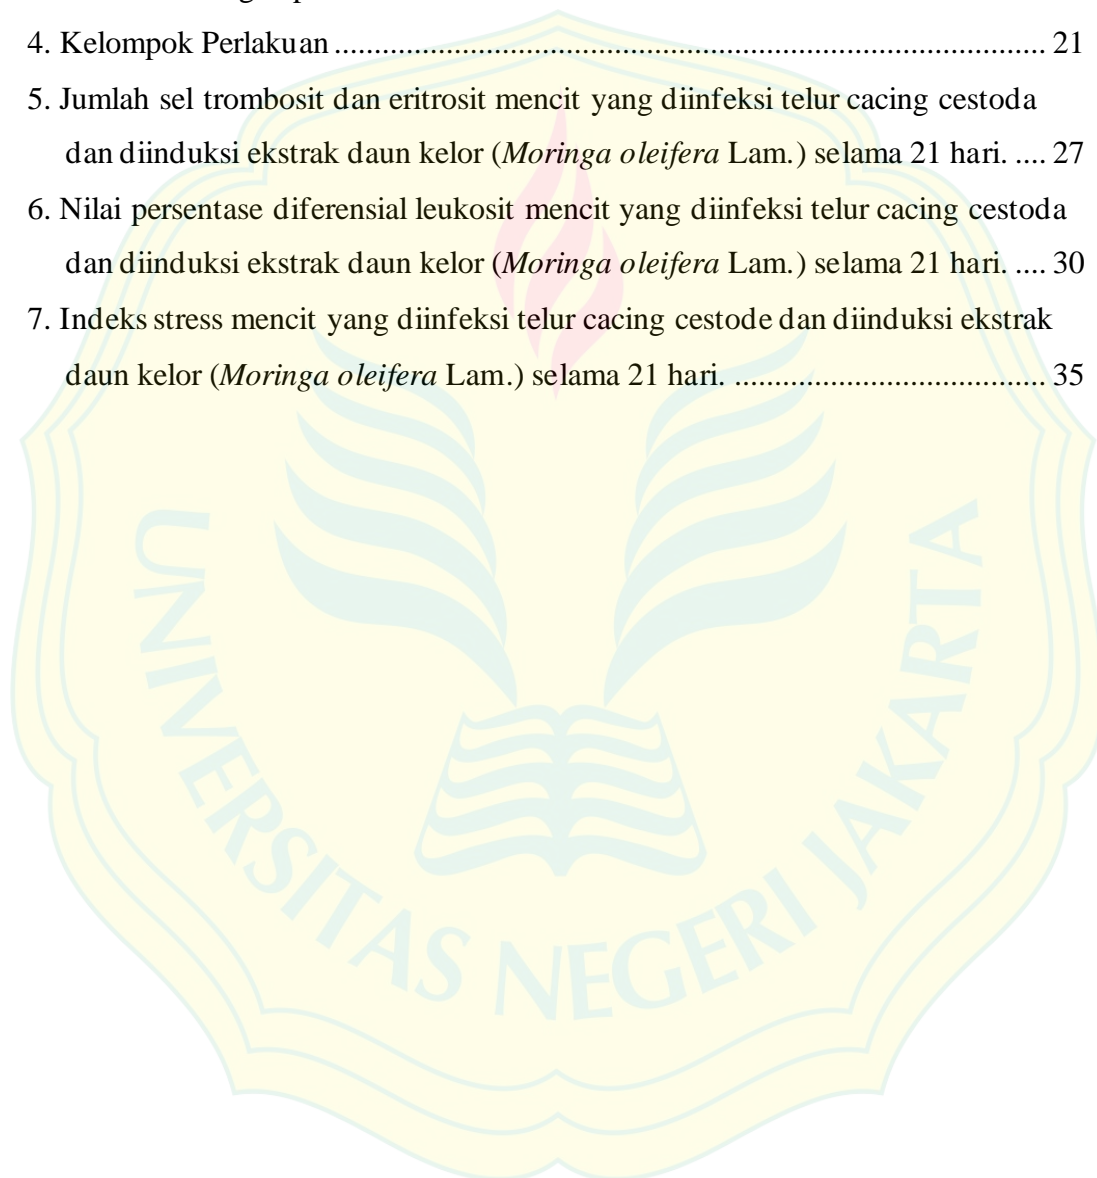 4. Kelompok Perlakuan .......................................................................................... 21
5. Jumlah sel trombosit dan eritrosit mencit yang diinfeksi telur cacing cestoda
dan diinduksi ekstrak daun kelor (Moringa oleifera Lam.) selama 21 hari. .... 27
6. Nilai persentase diferensial leukosit mencit yang diinfeksi telur cacing cestoda
dan diinduksi ekstrak daun kelor (Moringa oleifera Lam.) selama 21 hari. .... 30
7. Indeks stress mencit yang diinfeksi telur cacing cestode dan diinduksi ekstrak
daun kelor (Moringa oleifera Lam.) selama 21 hari. ....................................... 35
UNIVERSITAS NEGERI JAKARTA